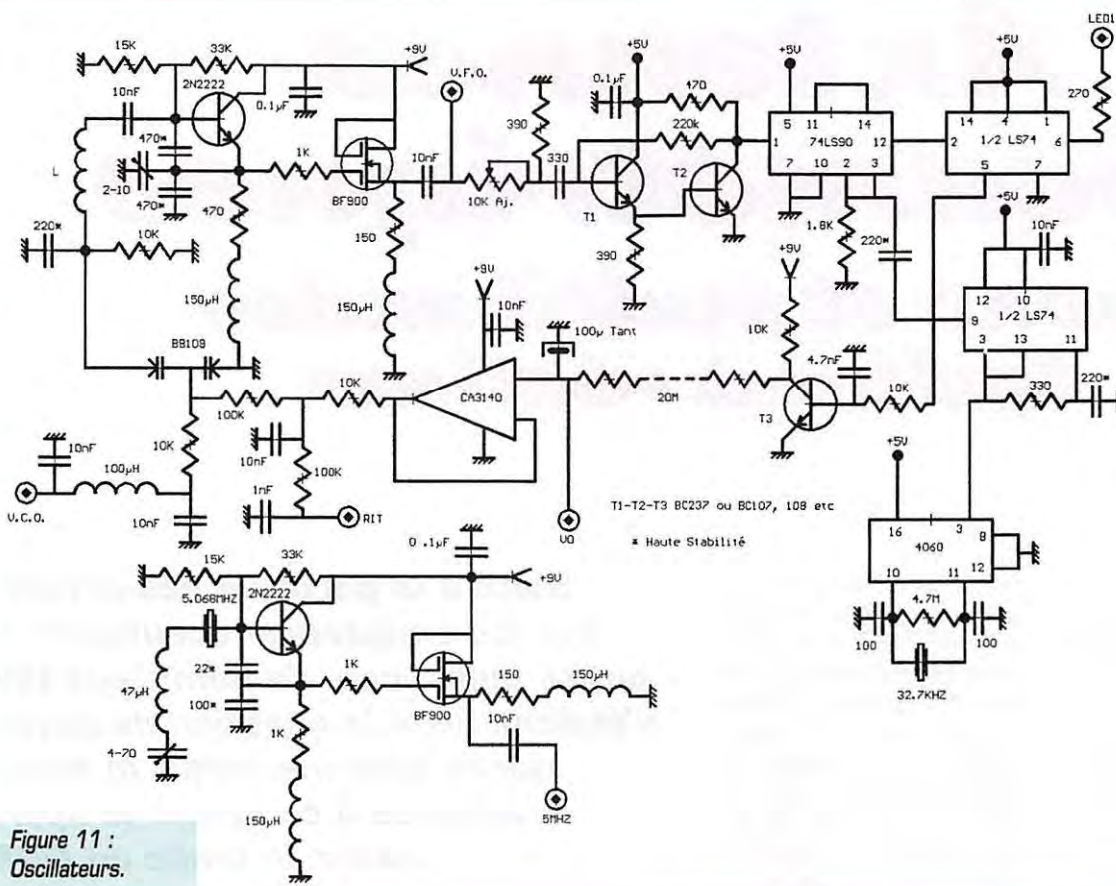 LED1
15K
33K
+9V
V.F.O.
+5V
+5V
+5V
2N2222
10nF
0.1µF
0.1µF
470
270
470*
390
220k
5 11 14
74LS90
14 4 1
1/2 LS74
L
2-10
1K
10nF
330
1
12
2
6
7 10 2 3
5 7
470*
470
BF900
10K Aj.
T1
T2
+5V
220*
10K
150
390
1.8K
220*
10nF
+9V
12 10
1/2 LS74
150µH
150µH
+9V
10nF
100µ Tant
9
3 13 11
BB109
10K
4.7nF
10K
CA3140
20M
10K
330
220*
100K
T3
10K
10nF
100K
+5V
10nF
100µH
1nF
V.C.O.
RIT
10nF
VO
T1-T2-T3 BC237 ou BC107, 108 etc
* Haute Stabilité
0.1µF
16 3 8
4060
12
10 11
15K
33K
+9V
5.068MHZ
2N2222
4.7M
100
100
22*
1K
150
150µH
32.7KHZ
47µH
100*
BF900
10nF
1K
4-70
150µH
5MHZ
Figure 11 :
Oscillateurs.